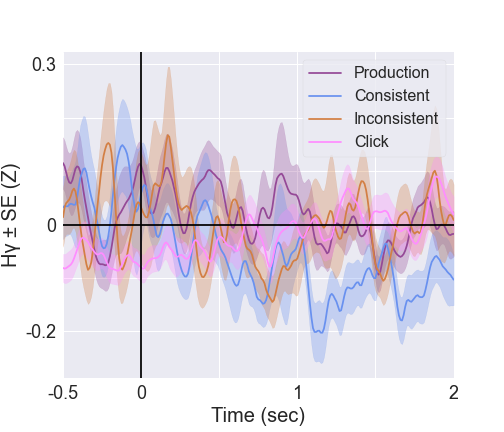 Production
Consistent
Inconsistent
Click
0.3
0
-0.2
Hγ ± SE (Z)
-0.5 0 1 2
Time (sec)